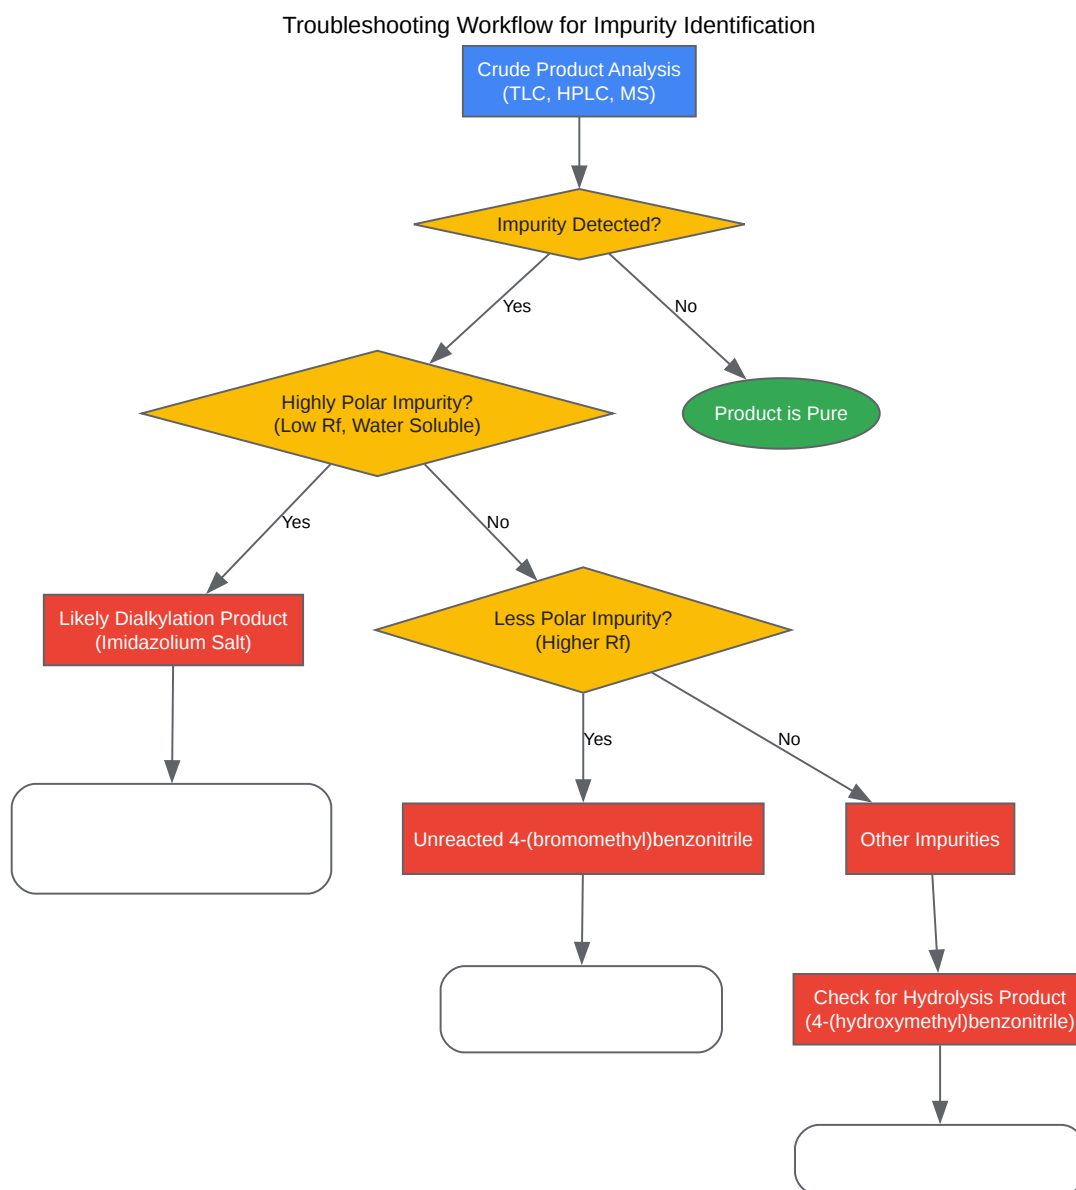 Troubleshooting Workflow for Impurity Identification
Crude Product Analysis
(TLC, HPLC, MS)
Impurity Detected?
Yes
No
Highly Polar Impurity?
(Low Rf, Water Soluble)
Product is Pure
Yes
No
Likely Dialkylation Product
(Imidazolium Salt)
Less Polar Impurity?
(Higher Rf)
Yes
No
Unreacted 4-(bromomethyl)benzonitrile
Other Impurities
Check for Hydrolysis Product
(4-(hydroxymethyl)benzonitrile)